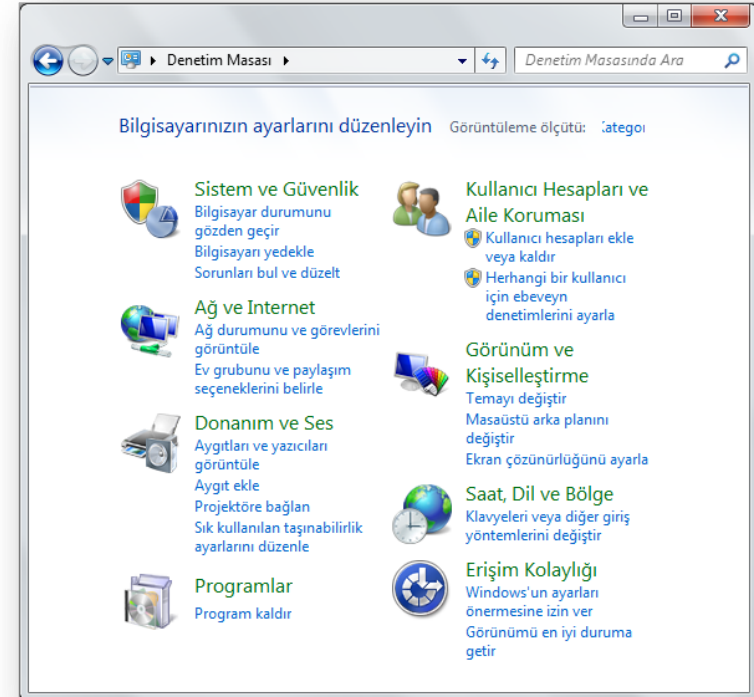 Denetim Masası
Denetim Masasında Ara
Bilgisayarınızın ayarlarını düzenleyin Görüntüleme ölçütü:
Sistem ve Güvenlik
Bilgisayar durumunu
gözden geçir
Bilgisayarı yedekle
Sorunları bul ve düzelt
Ağ ve Internet
Ağ durumunu ve görevlerini
görüntüle
Ev grubunu ve paylaşım
seçeneklerini belirle
Donanım ve Ses
Aygıtları ve yazıcıları
görüntüle
Aygıt ekle
Projektöre bağlan
Sık kullanılan taşınabilirlik
ayarlarını düzenle
Programlar
Program kaldır
Kullanıcı Hesapları ve
Aile Koruması
Kullanıcı hesapları ekle
veya kaldır
Herhangi bir kullanıcı
için ebeveyn
denetimlerini ayarla
Görünüm ve
Kişiselleştirme
Temayı değiştir
Masaüstü arka planını
değiştir
Ekran çözünürlüğünü ayarla
Saat, Dil ve Bölge
Klavyeleri veya diğer giriş
yöntemlerini değiştir
Erişim Kolaylığı
Windows'un ayarları
önermesine izin ver
Görünümü en iyi duruma
getir